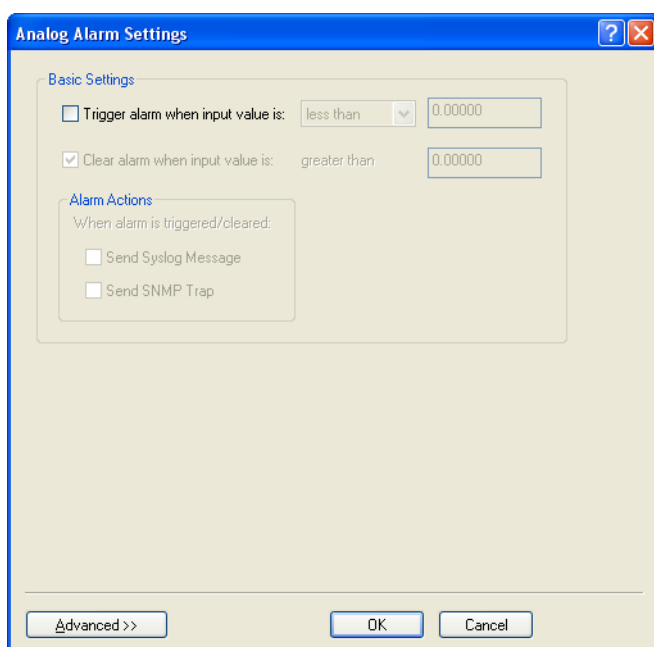 Analog Alarm Settings
Basic Settings
Trigger alarm when input value is: less than 0.00000
Clear alarm when input value is: greater than 0.00000
Alarm Actions
When alarm is triggered/cleared:
Send Syslog Message
Send SNMP Trap
Advanced >> OK Cancel